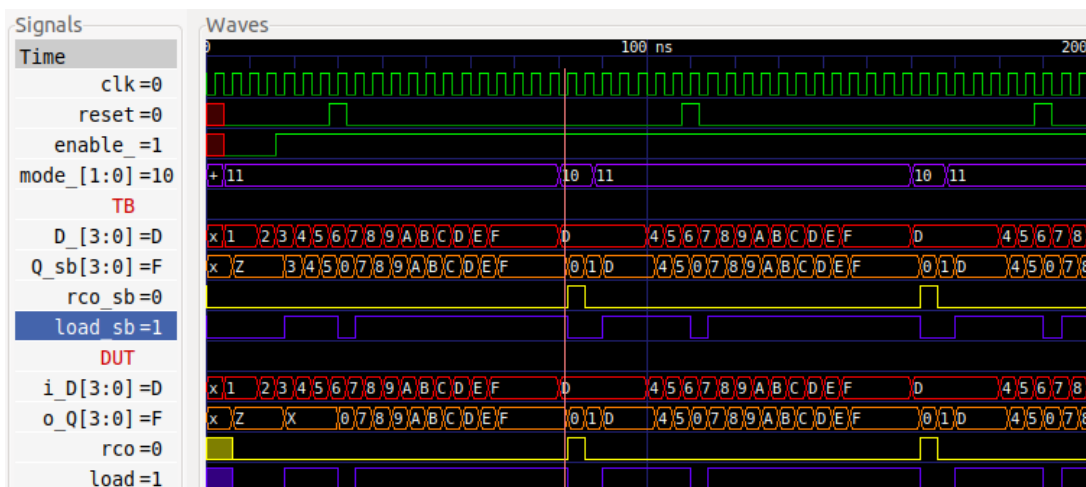 Signals Waves
Time 0 100 ns 200
clk=0
reset=0
enable_=1
mode_[1:0]=10 + 11 10 11 10 11
TB
D_[3:0]=D x 1 2 3 4 5 6 7 8 9 A B C D E F D 4 5 6 7 8 9 A B C D E F D 4 5 6 7 8
Q_sb[3:0]=F x Z 3 4 5 0 7 8 9 A B C D E F 0 1 D 4 5 0 7 8 9 A B C D E F 0 1 D 4 5 0 7 8
rco_sb=0
load_sb=1
DUT
i_D[3:0]=D x 1 2 3 4 5 6 7 8 9 A B C D E F D 4 5 6 7 8 9 A B C D E F D 4 5 6 7 8
o_Q[3:0]=F x Z X 0 7 8 9 A B C D E F 0 1 D 4 5 0 7 8 9 A B C D E F 0 1 D 4 5 0 7
rco=0
load=1